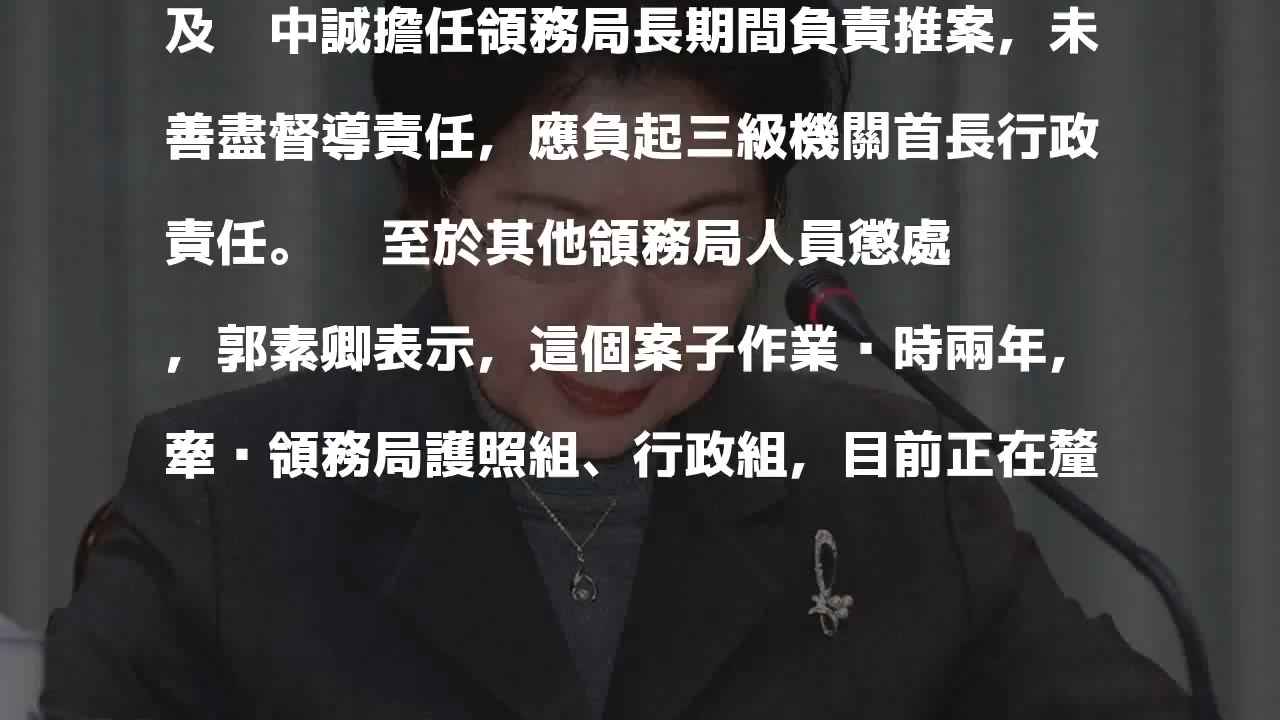 及　中誠擔任領務局長期間負責推案，未
善盡督導責任，應負起三級機關首長行政
責任。　至於其他領務局人員懲處
，郭素卿表示，這個案子作業·時兩年，
牽·領務局護照組、行政組，目前正在釐